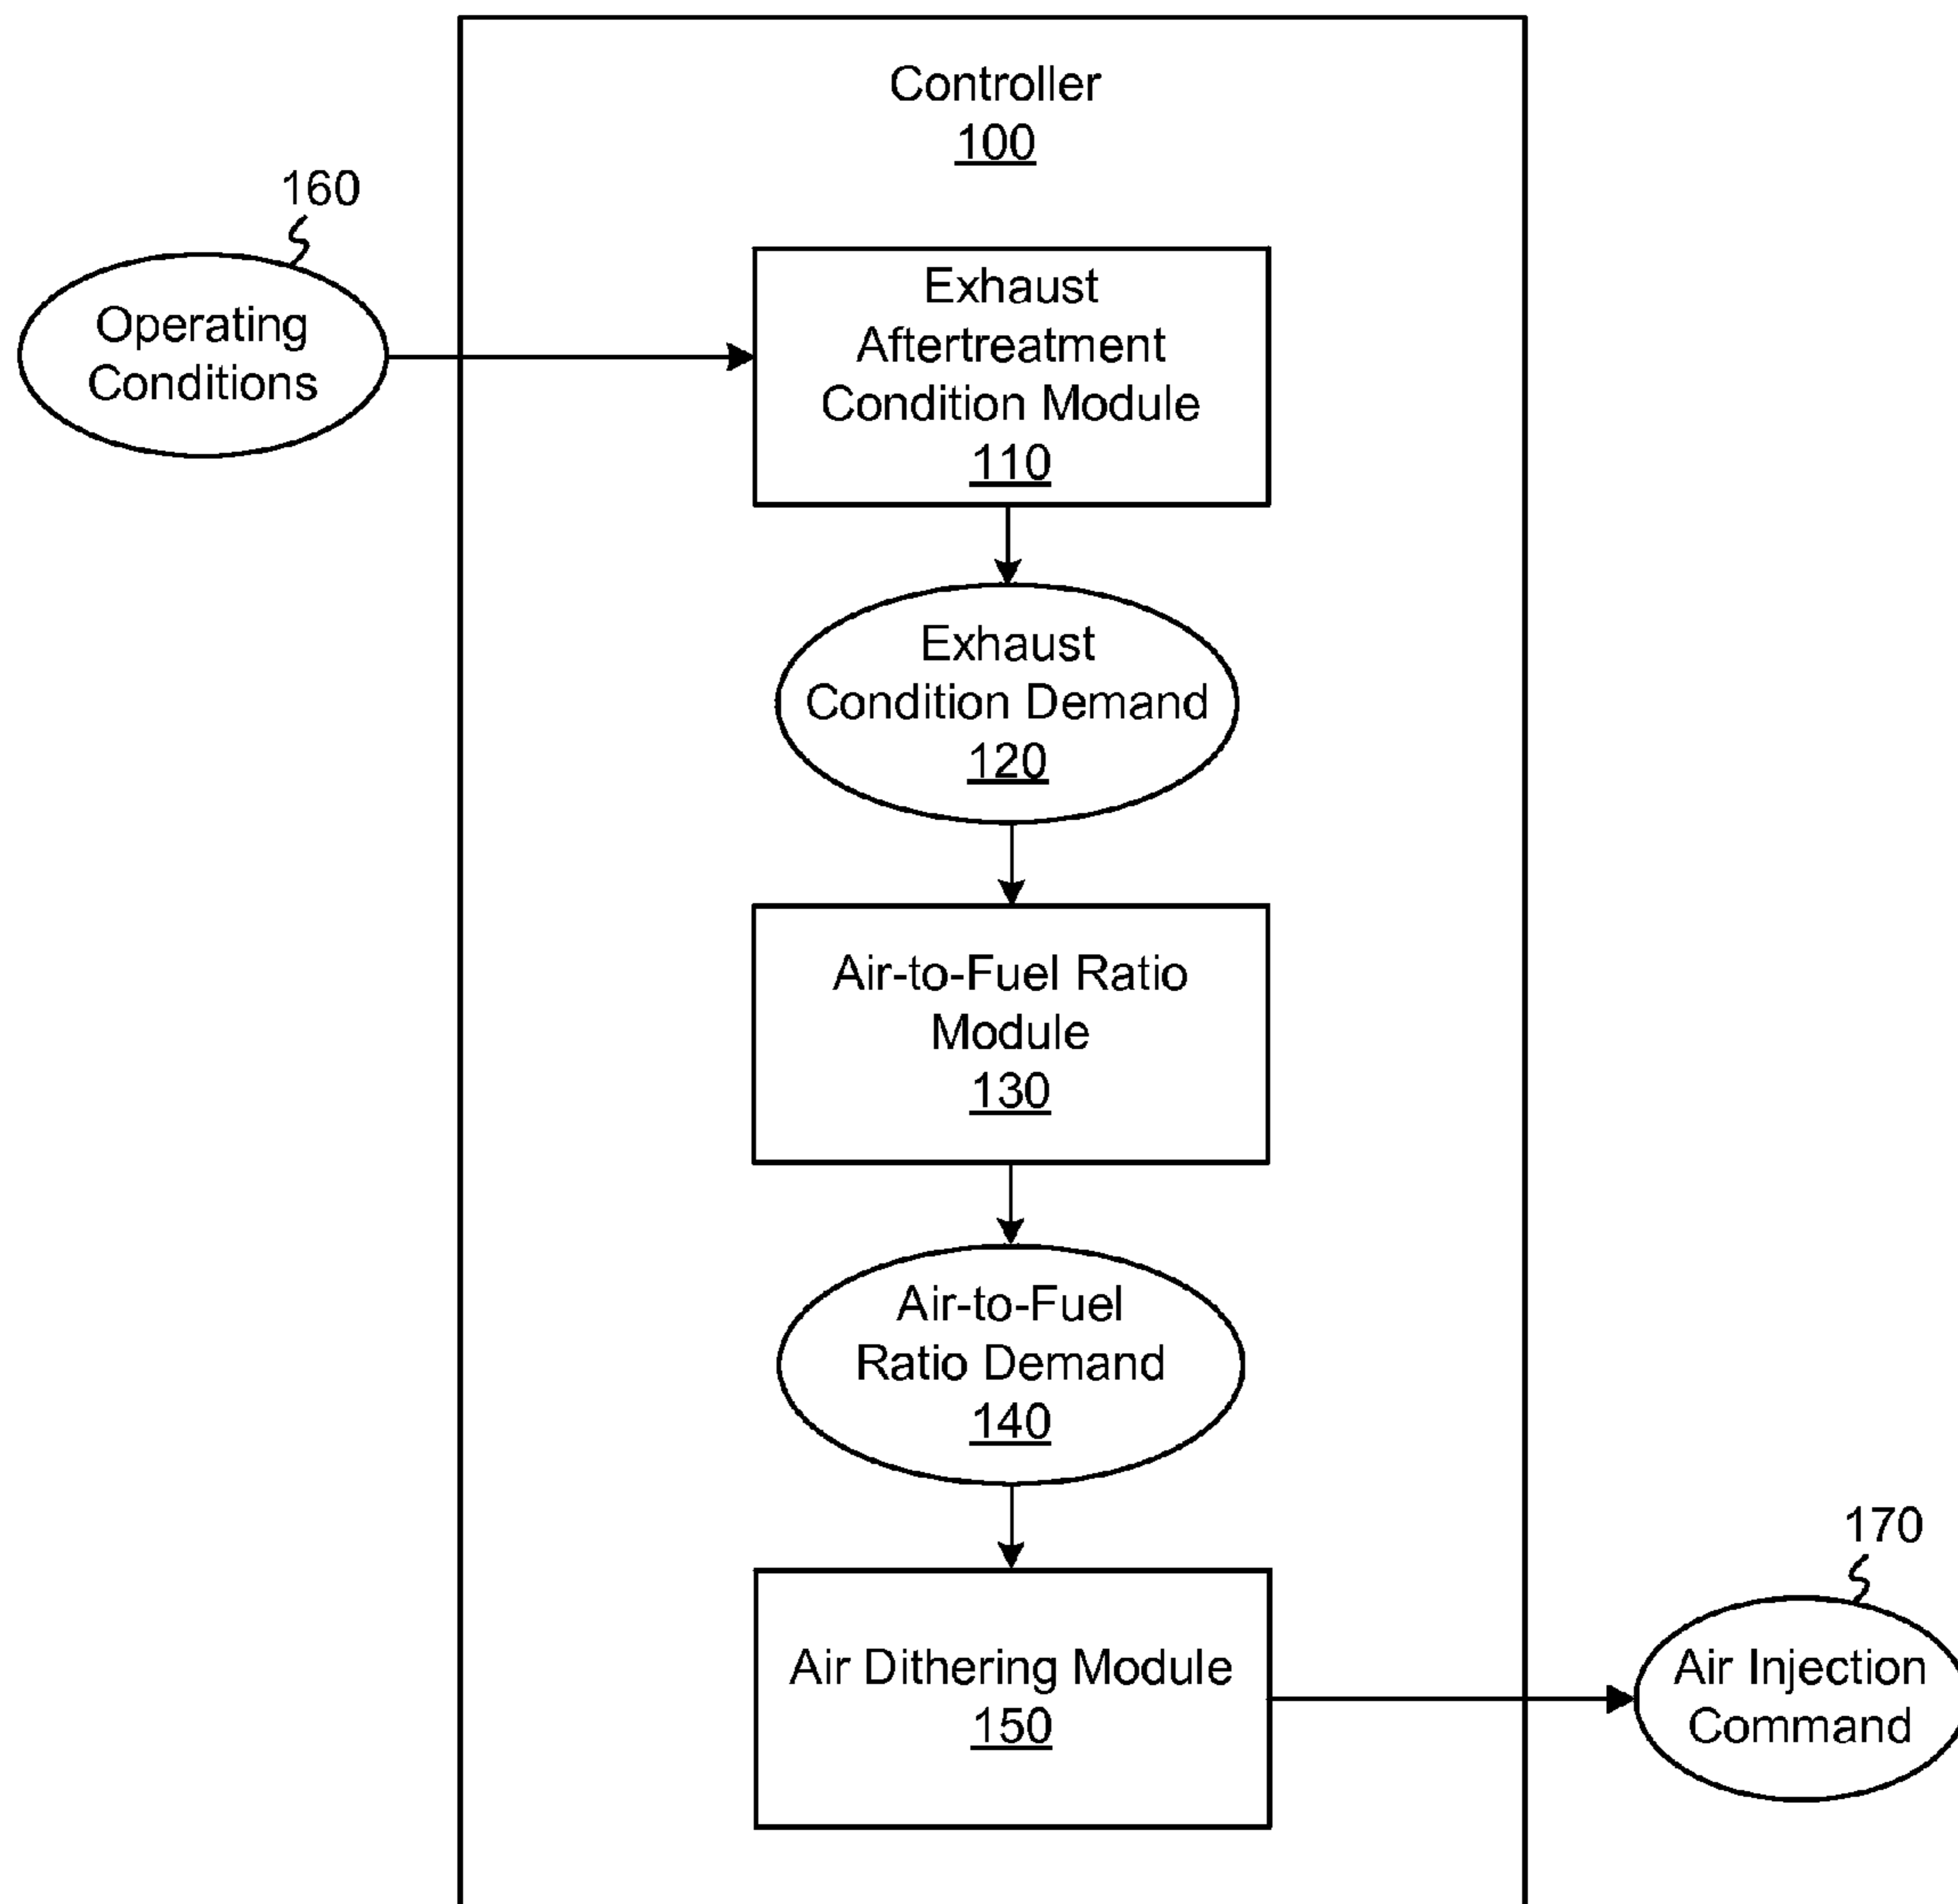 Controller
100
160
Operating
Conditions
Exhaust
Aftertreatment
Condition Module
110
Exhaust
Condition Demand
120
Air-to-Fuel Ratio
Module
130
Air-to-Fuel
Ratio Demand
140
Air Dithering Module
150
170
Air Injection
Command